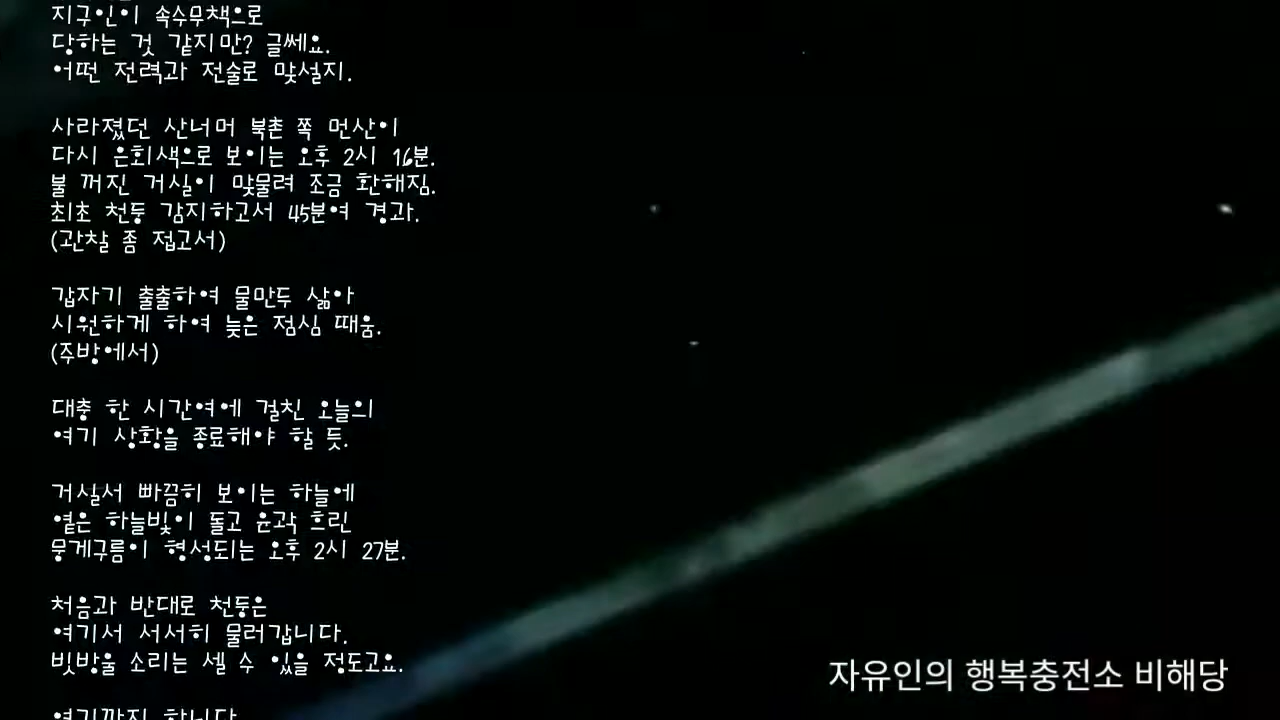 지구인이 속수무책으로
당하는 것 같지만? 글쎄요.
어떤 전력과 전술로 맞설지.
사라졌던 산너머 북촌 쪽 먼산이
다시 은회색으로 보이는 오후 2시 16분.
불 꺼진 거실이 맞물려 조금 환해짐.
최초 천둥 감지하고서 45분여 경과.
(관찰 좀 접고서)
갑자기 출출하여 물만두 삶아
시원하게 하여 늦은 점심 때움.
(주방에서)
대충 한 시간여에 걸친 오늘의
여기 상황을 종료해야 할 듯.
거실서 빠끔히 보이는 하늘에
옅은 하늘빛이 돌고 윤곽 흐린
뭉게구름이 형성되는 오후 2시 27분.
처음과 반대로 천둥은
여기서 서서히 물러갑니다.
빗방울 소리는 셀 수 있을 정도고요.
여기까지 합니다
자유인의 행복충전소 비해당